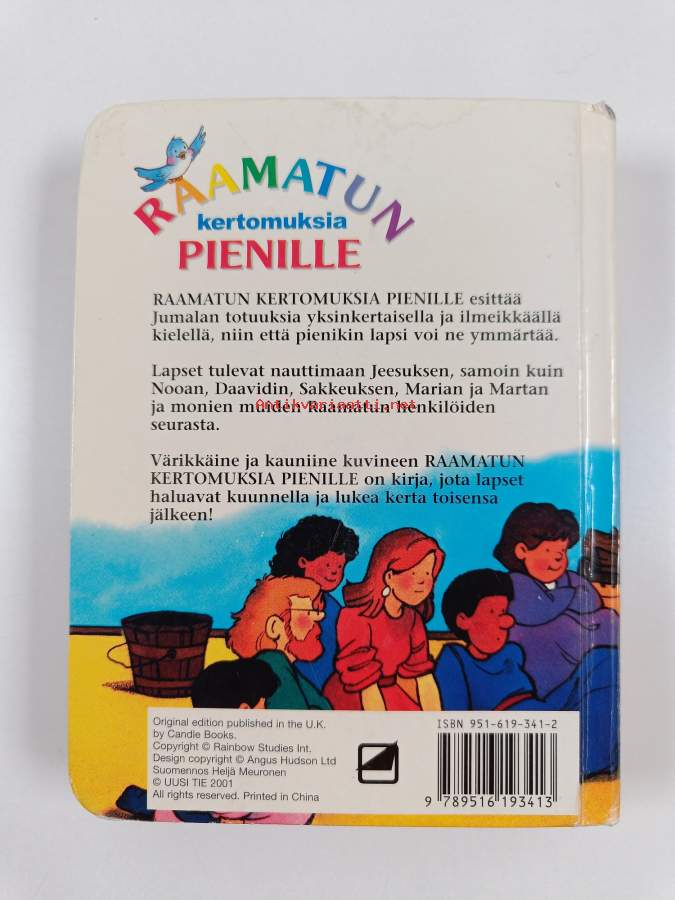 RAAMATUN
kertomuksia
PIENILLE
RAAMATUN KERTOMUKSIA PIENILLE esittää
Jumalan totuuksia yksinkertaisella ja ilmeikkäällä
kielellä, niin että pienikin lapsi voi ne ymmärtää.
Lapset tulevat nauttimaan Jeesuksen, samoin kuin
Nooan, Daavidin, Sakkeuksen, Marian ja Martan
ja monien muiden Raamatun henkilöiden
Antikvariaatti.net
seurasta.
Värikkäine ja kauniine kuvineen RAAMATUN
KERTOMUKSIA PIENILLE on kirja, jota lapset
haluavat kuunnella ja lukea kerta toisensa
jälkeen!
Original edition published in the U.K.
by Candle Books.
Copyright © Rainbow Studies Int.
Design copyright © Angus Hudson Ltd
Suomennos Heljä Meuronen
© UUSI TIE 2001
All rights reserved. Printed in China
ISBN 951-619-341-2
9 789516 193413